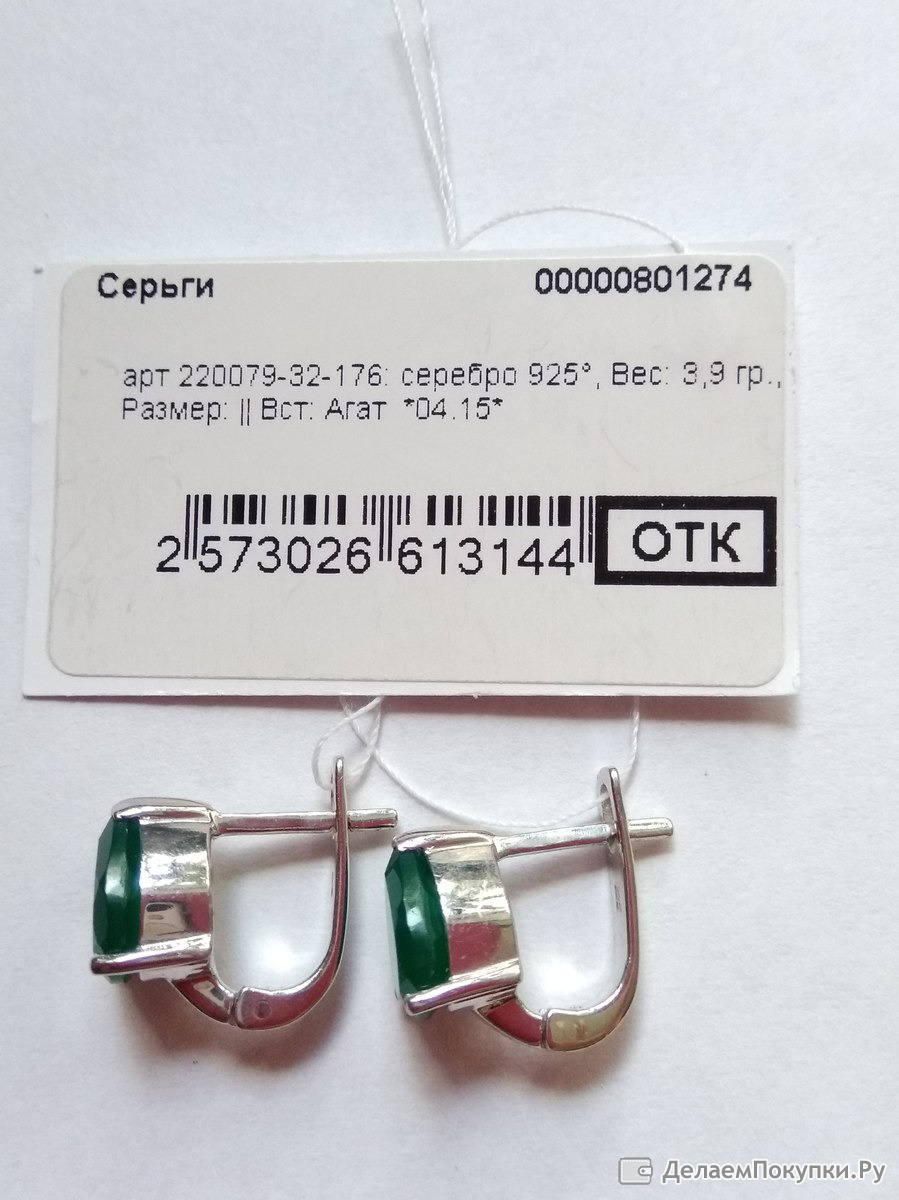 Серьги 00000801274
арт 220079-32-176: серебро 925°, Вес: 3,9 гр.,
Размер: || Вст: Агат *04.15*
2 573026 613144 ОТК
ДелаемПокупки.Ру